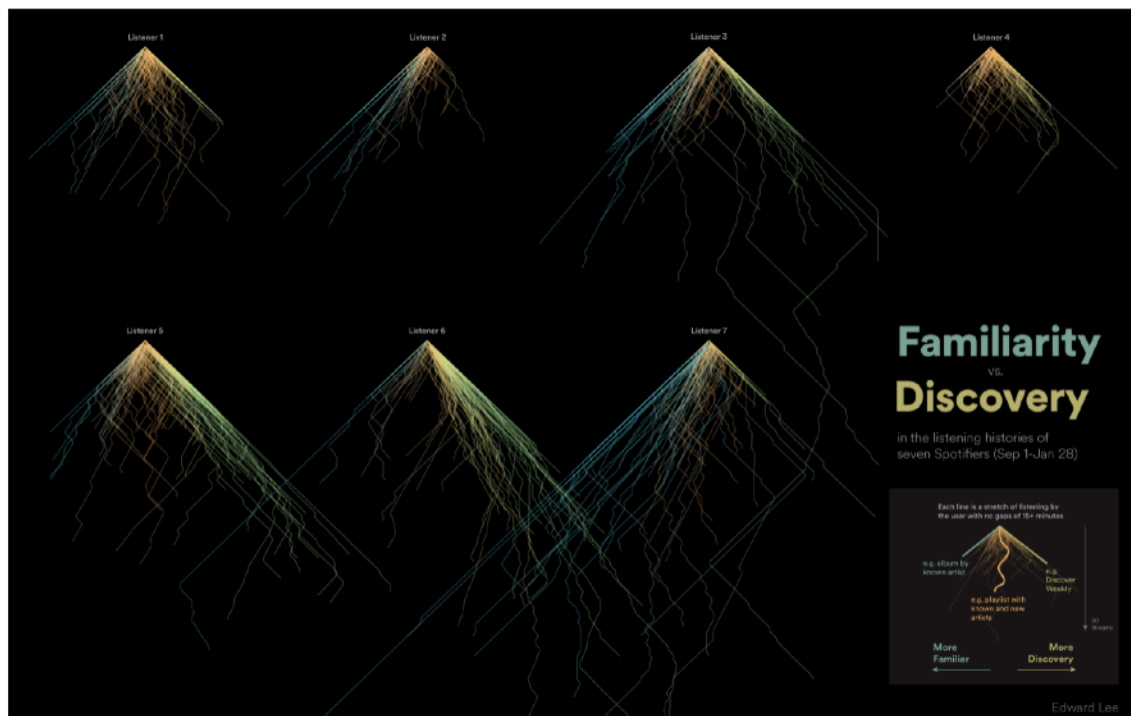 Listener 1
Listener 2
Listener 3
Listener 4
Listener 5
Listener 6
Listener 7
Familiarity
vs.
Discovery
in the listening histories of
seven Spotifiers (Sep 1-Jan 28)
Each line is a stretch of listening by
the user with no gaps of 15+ minutes
e.g. album by
known artist
e.g.
Discover
Weekly
e.g. playlist with
known and new
artists
Streams
More
Familiar
More
Discovery
Edward Lee